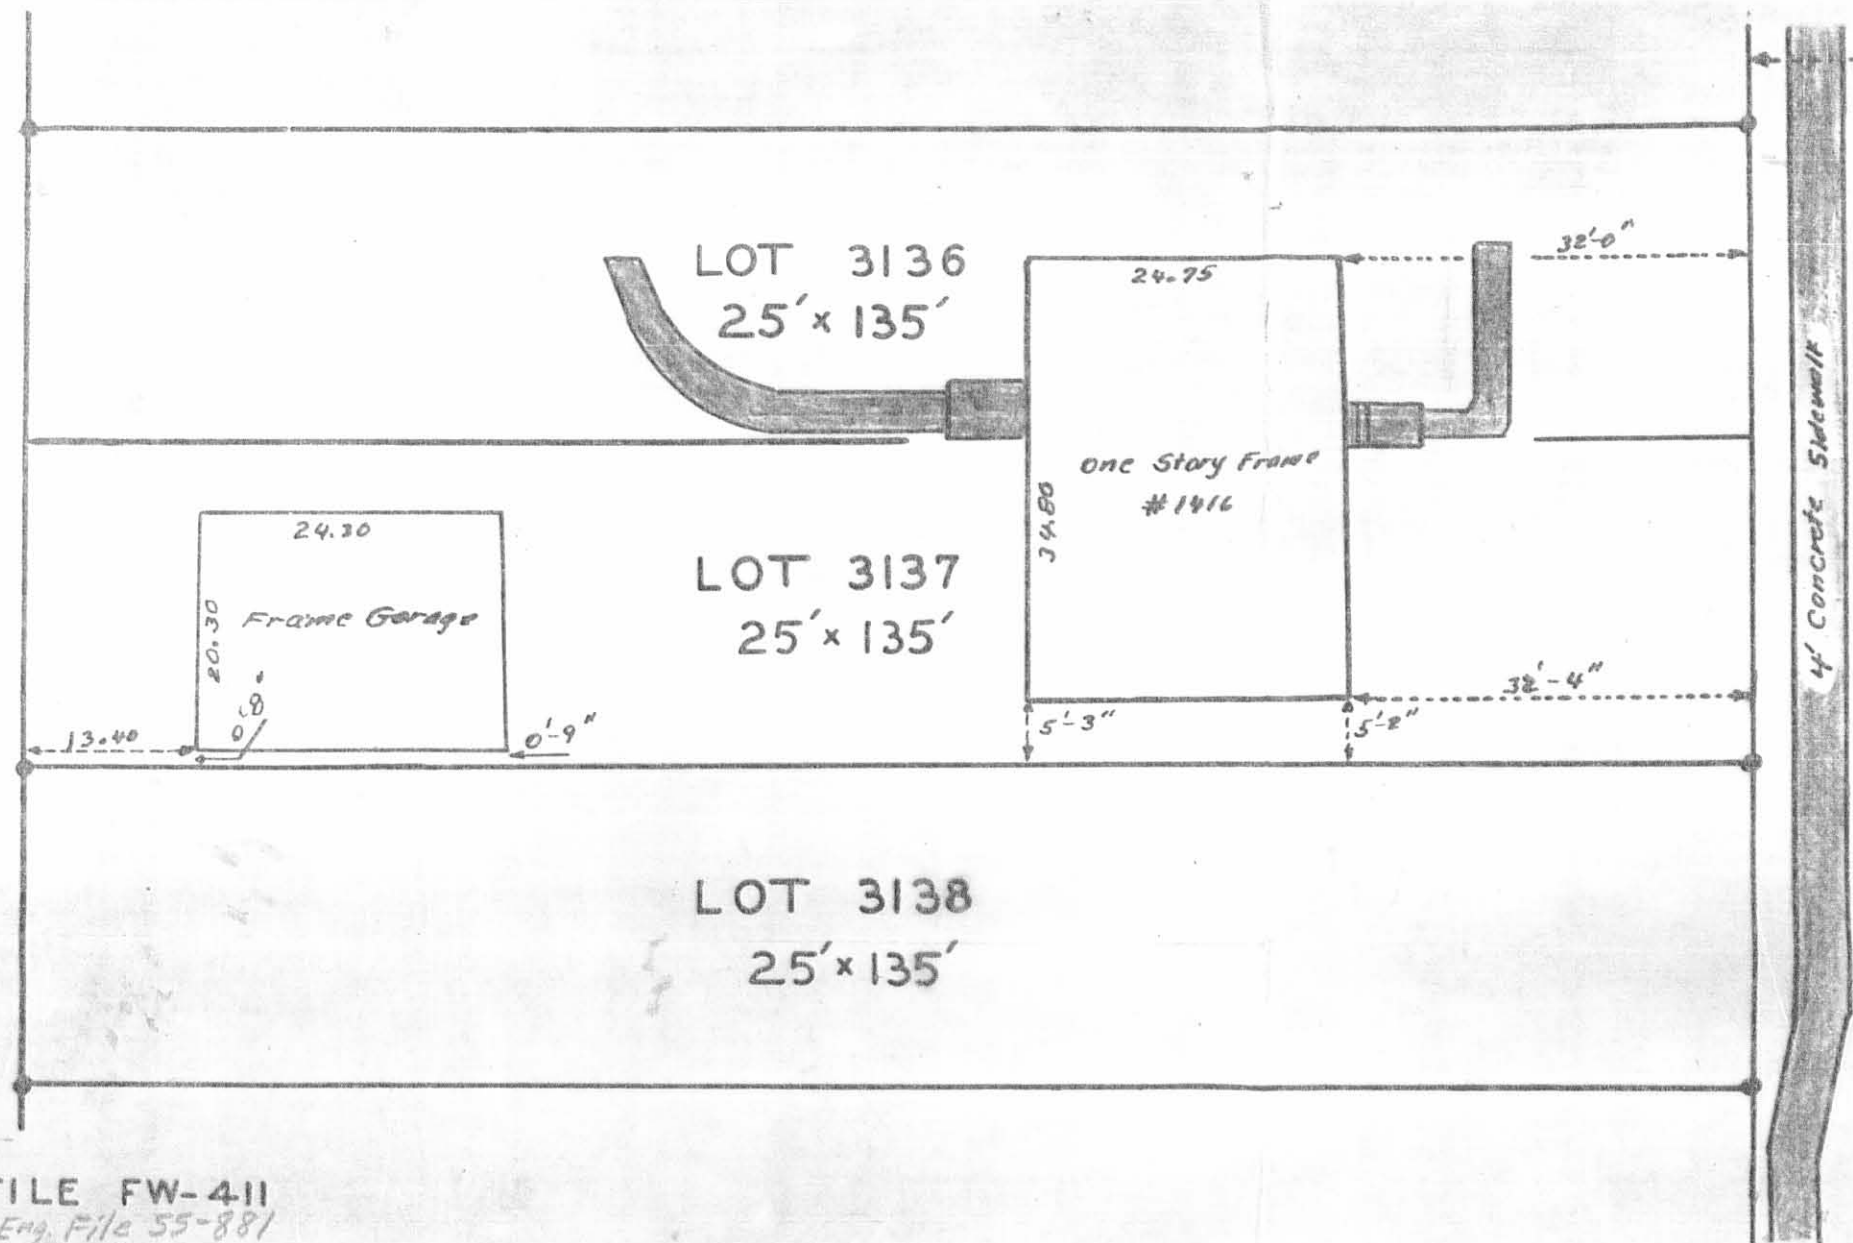 LOT 3136
25' x 135'
24.75
32'-0"
4' Concrete Sidewalk
One Story Frame
#1416
34.80
24.30
Frame Garage
20.30
LOT 3137
25' x 135'
13.40
0'-9"
5'-3"
5'-2"
32'-4"
LOT 3138
25' x 135'
FILE FW-411
Eng. File 55-881